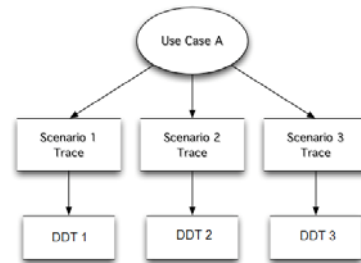 Use Case A
Scenario 1
Trace
Scenario 2
Trace
Scenario 3
Trace
DDT 1
DDT 2
DDT 3